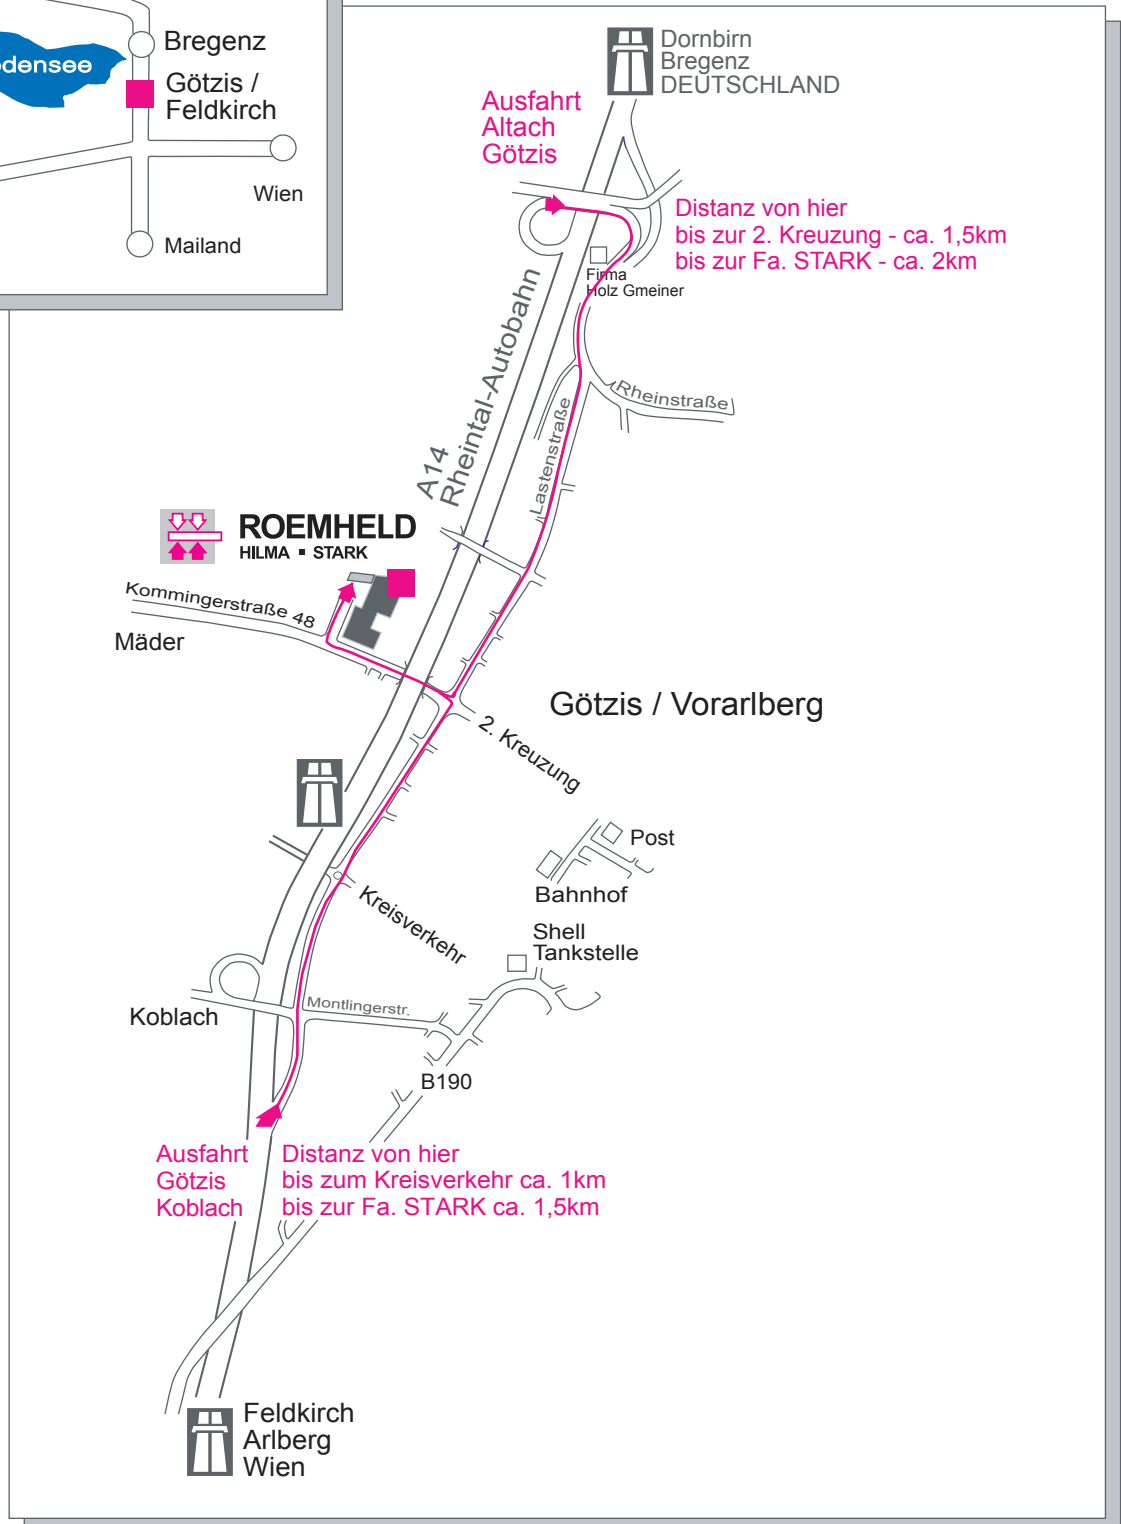 Bregenz
densee
Götzis /
Feldkirch
Wien
Mailand
Dornbirn
Bregenz
DEUTSCHLAND
Ausfahrt
Altach
Götzis
Distanz von hier
bis zur 2. Kreuzung - ca. 1,5km
bis zur Fa. STARK - ca. 2km
Firma
Holz Gmeiner
A14
Rheintal-Autobahn
Rheinstraße
Lastenstraße
ROEMHELD
HILMA ▪ STARK
Kommingerstraße 48
Mäder
Götzis / Vorarlberg
2. Kreuzung
Post
Bahnhof
Kreisverkehr
Shell
Tankstelle
Koblach
Montlingerstr.
B190
Ausfahrt
Götzis
Koblach
Distanz von hier
bis zum Kreisverkehr ca. 1km
bis zur Fa. STARK ca. 1,5km
Feldkirch
Arlberg
Wien